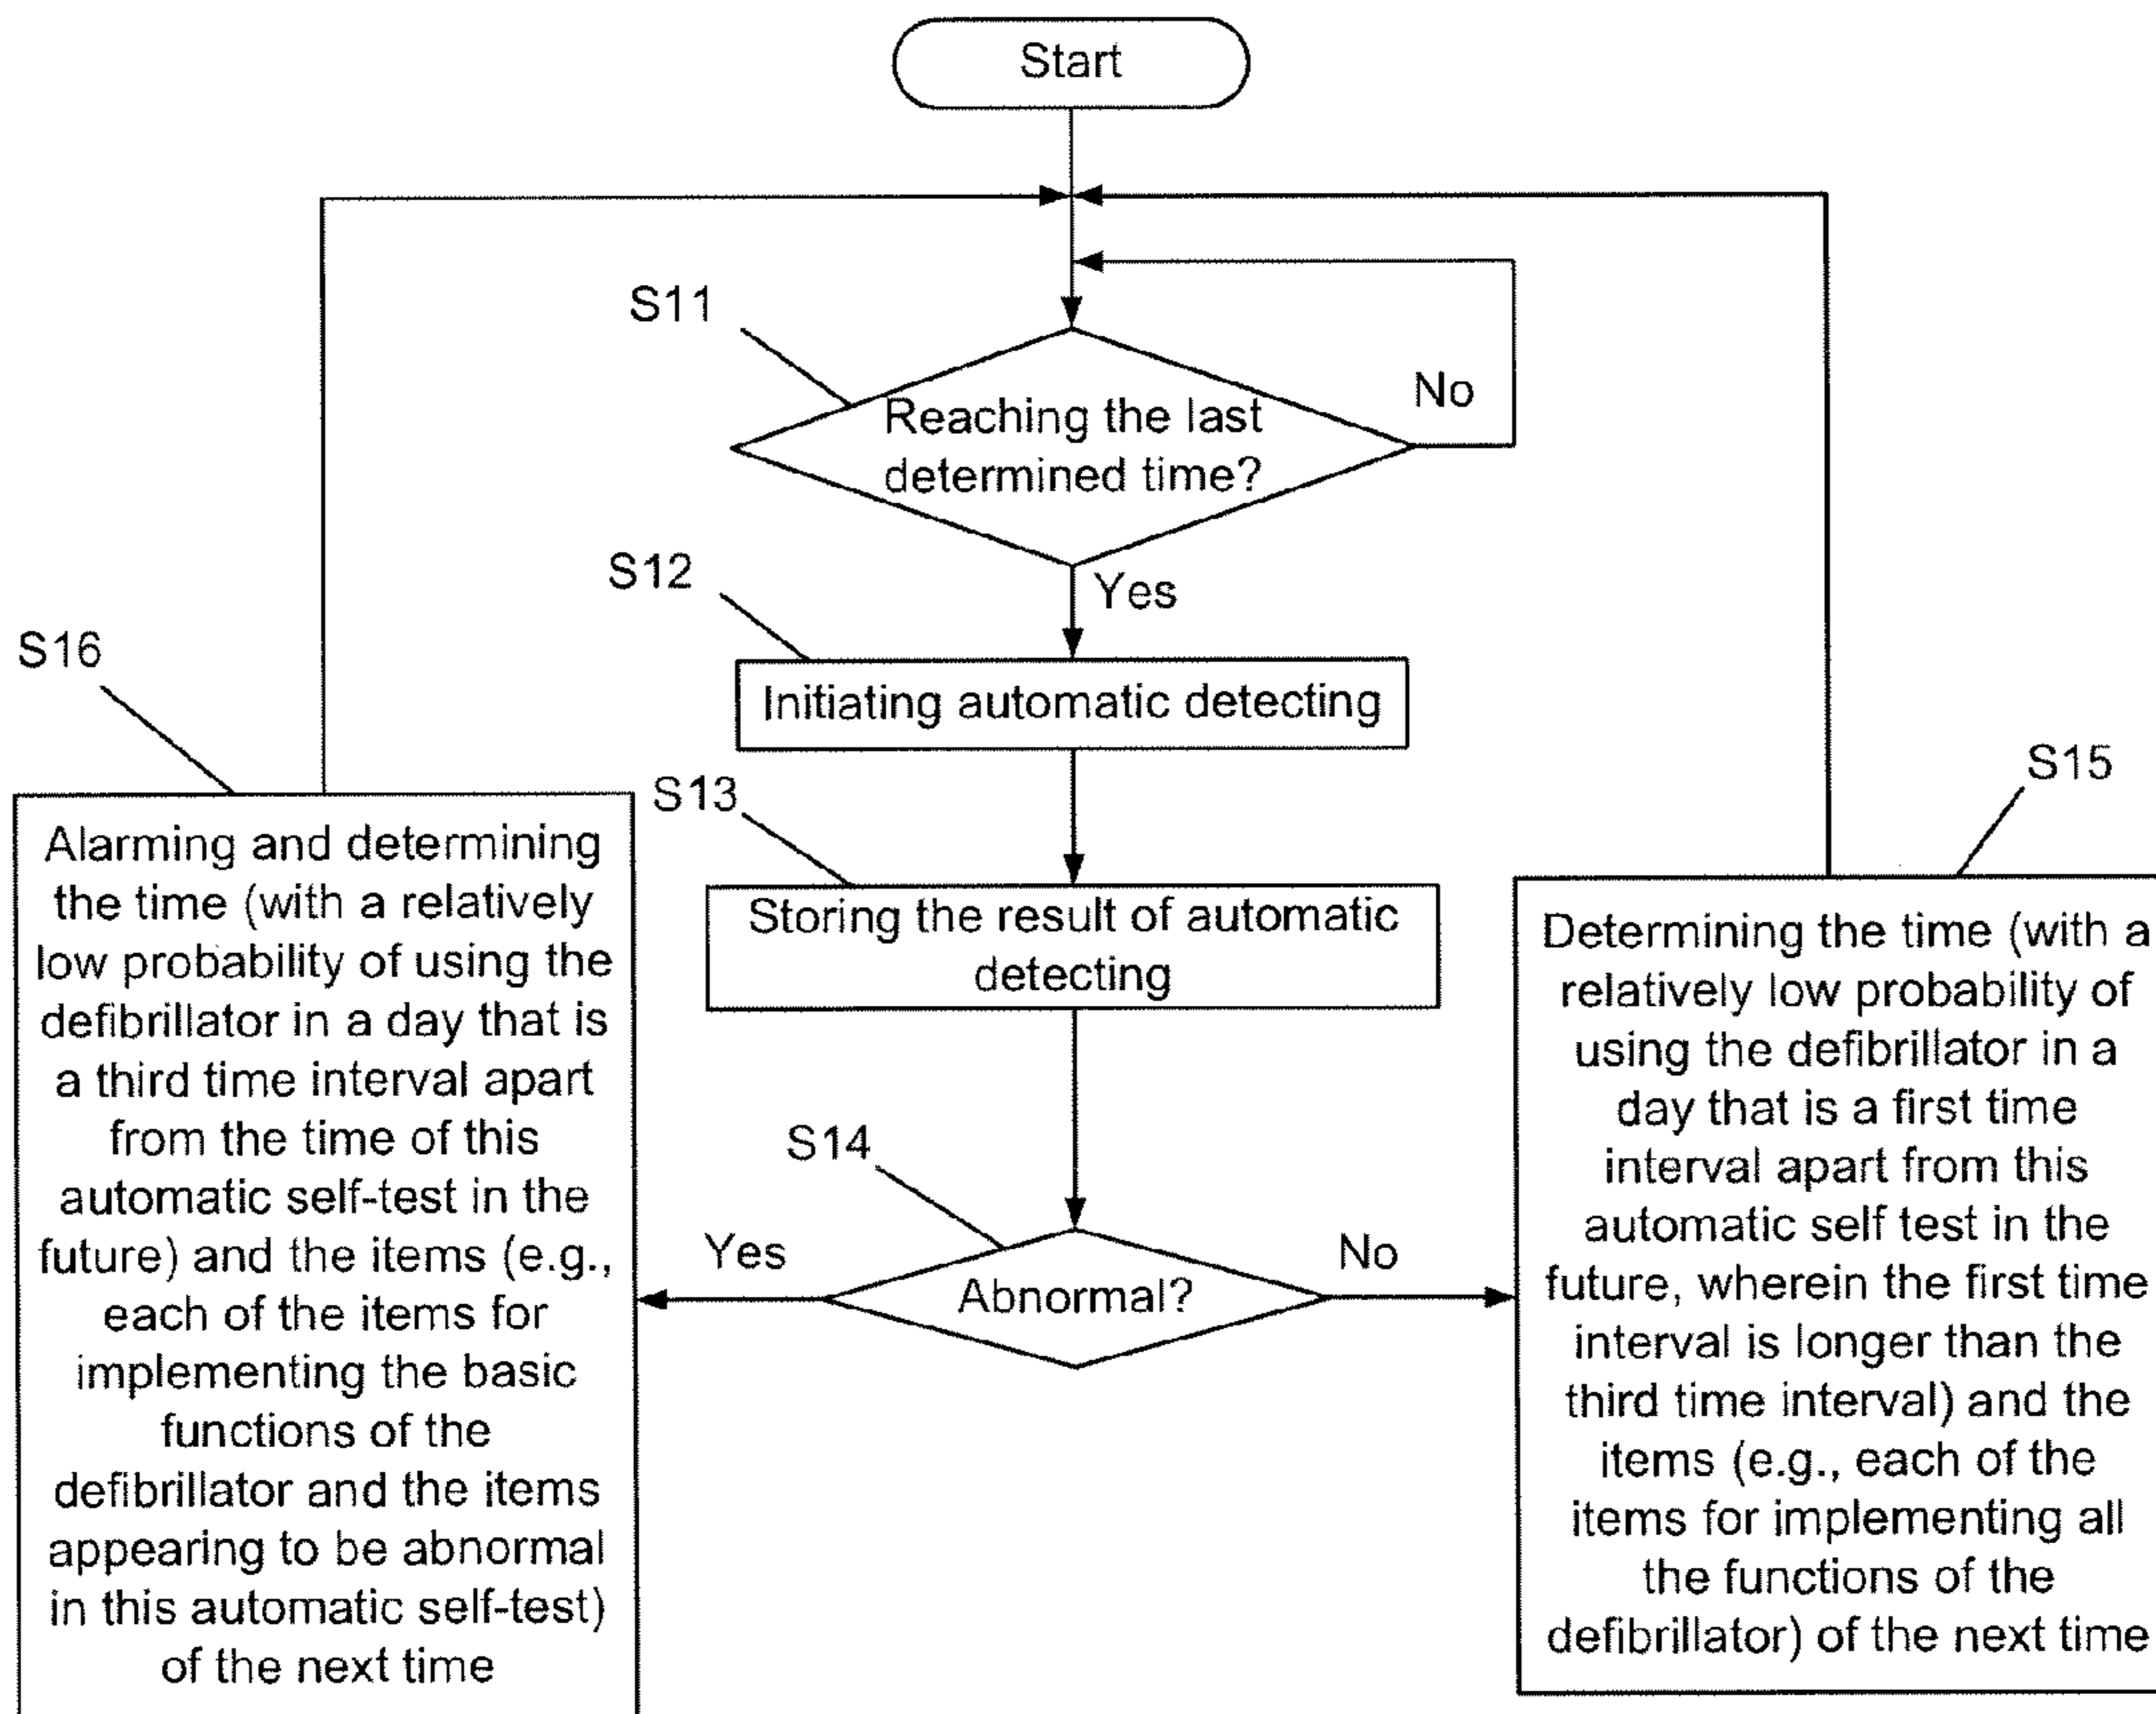 Start
S11
Reaching the last
determined time?
No
Yes
S12
Initiating automatic detecting
S13
Storing the result of automatic
detecting
S14
Abnormal?
Yes
No
S16
Alarming and determining
the time (with a relatively
low probability of using the
defibrillator in a day that is
a third time interval apart
from the time of this
automatic self-test in the
future) and the items (e.g.,
each of the items for
implementing the basic
functions of the
defibrillator and the items
appearing to be abnormal
in this automatic self-test)
of the next time
S15
Determining the time (with a
relatively low probability of
using the defibrillator in a
day that is a first time
interval apart from this
automatic self test in the
future, wherein the first time
interval is longer than the
third time interval) and the
items (e.g., each of the
items for implementing all
the functions of the
defibrillator) of the next time